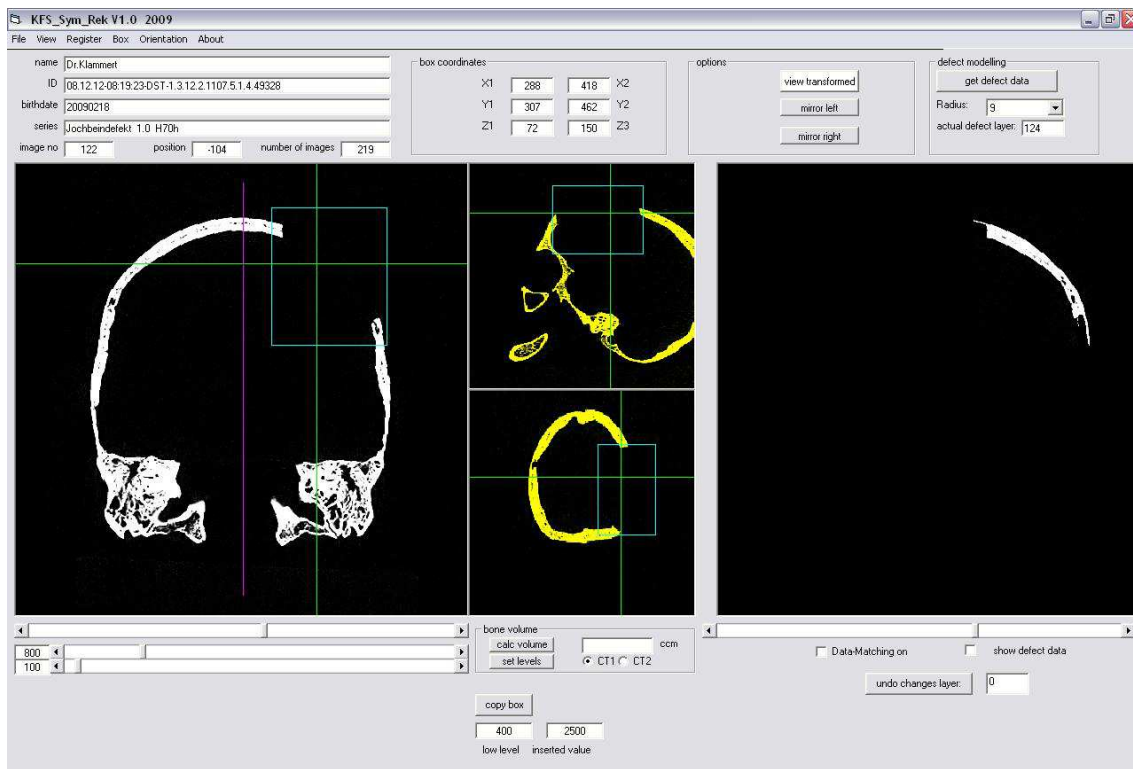 KFS_Sym_Rek V1.0 2009
File View Register Box Orientation About
name Dr.Klammert
ID 08.12.12-08:19:23-DST-1.3.12.2.1107.5.1.4.49328
birthdate 20090218
series Jochbeindefekt 1.0 H70h
image no 122 position -104 number of images 219
box coordinates
X1 288 418 X2
Y1 307 462 Y2
Z1 72 150 Z3
options
view transformed
mirror left
mirror right
defect modelling
get defect data
Radius: 9
actual defect layer: 124
800
100
bone volume
calc volume ccm
set levels CT1 CT2
copy box
400 2500
low level inserted value
Data-Matching on show defect data
undo changes layer: 0